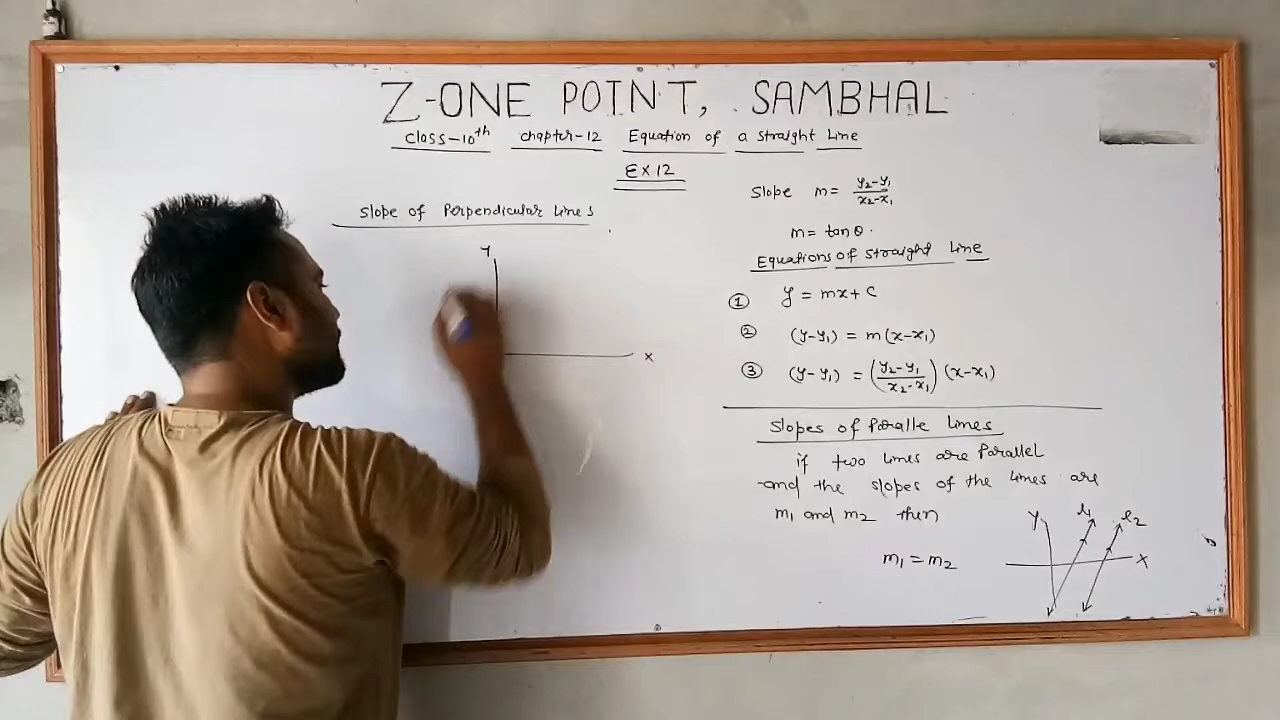 Z-ONE POINT, SAMBHAL
Class-10th chapter-12 Equation of a straight Line
EX 12
Slope of Perpendicular Lines
Y
X
Slope m = y₂-y₁/x₂-x₁
m = tan θ.
Equations of straight Line
① y = mx+c
② (y-y₁) = m(x-x₁)
③ (y-y₁) = (y₂-y₁/x₂-x₁) (x-x₁)
Slopes of Paralle Lines
if two Lines are Parallel
and the slopes of the Lines are
m₁ and m₂ then
m₁ = m₂
Y l₁ l₂
X